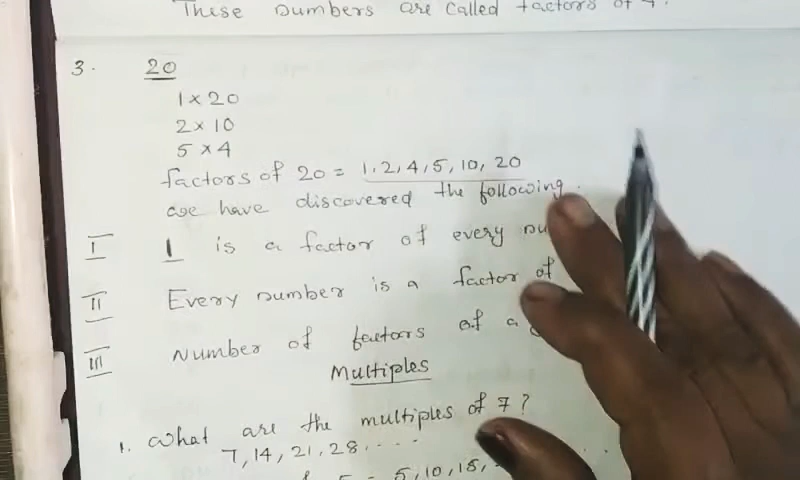 These numbers are called factors of 4.
3. 20
1 × 20
2 × 10
5 × 4
factors of 20 = 1, 2, 4, 5, 10, 20
we have discovered the following.
I 1 is a factor of every
II Every number is a factor of
III Number of factors of a
Multiples
1. What are the multiples of 7?
7, 14, 21, 28, ....
5 = 5, 10, 15,